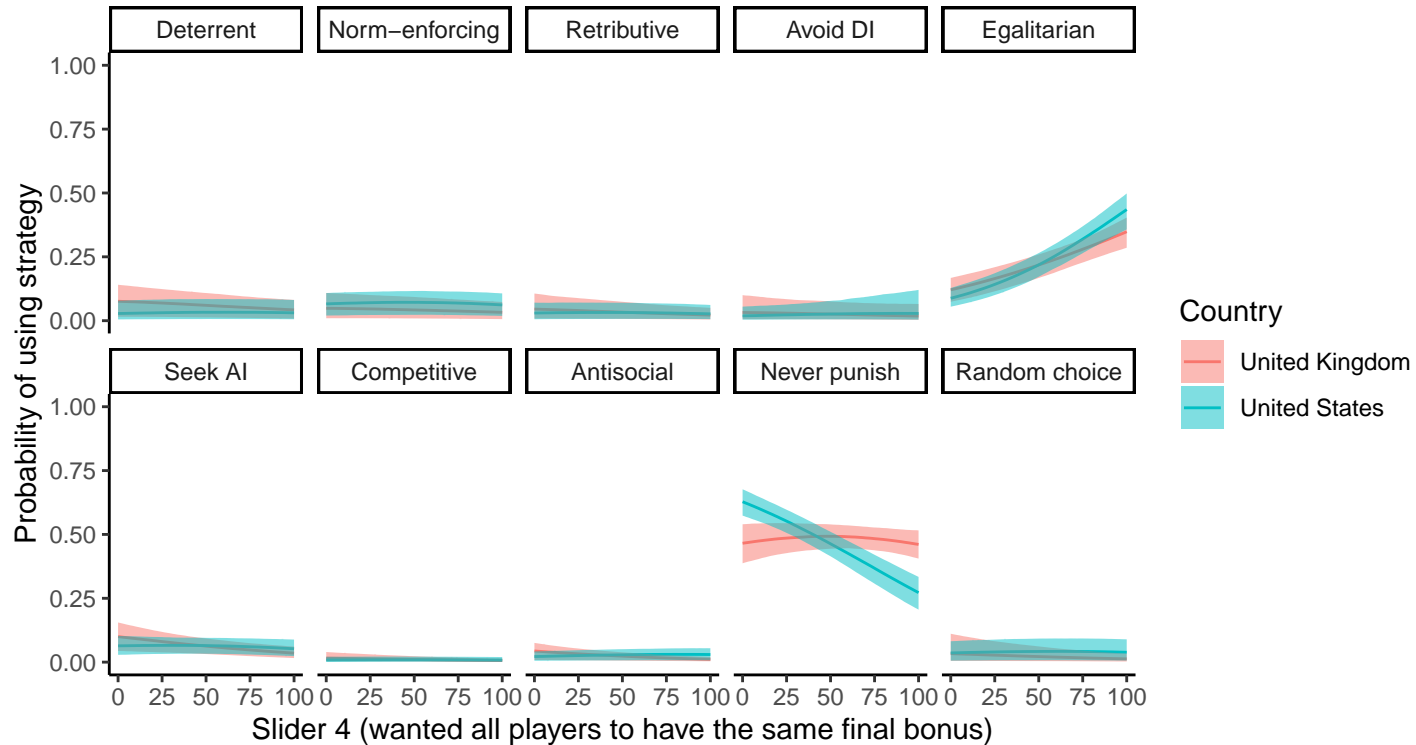 Deterrent Norm−enforcing Retributive Avoid DI Egalitarian
1.00
0.75
0.50
0.25
0.00
Seek AI Competitive Antisocial Never punish Random choice
1.00
0.75
0.50
0.25
0.00
0 25 50 75 100 0 25 50 75 100 0 25 50 75 100 0 25 50 75 100 0 25 50 75 100
Slider 4 (wanted all players to have the same final bonus)
Probability of using strategy
Country
United Kingdom
United States